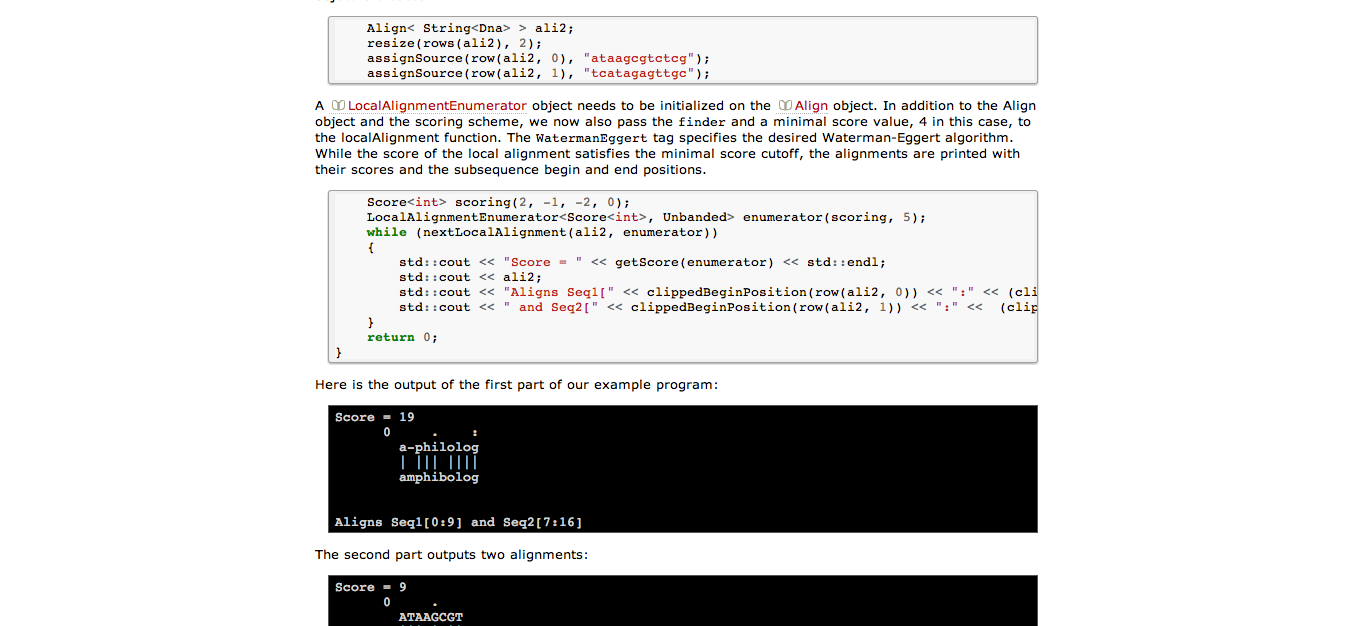 Align< String<Dna> > ali2;
resize(rows(ali2), 2);
assignSource(row(ali2, 0), "ataagcgtctcg");
assignSource(row(ali2, 1), "tcatagagttgc");
A LocalAlignmentEnumerator object needs to be initialized on the Align object. In addition to the Align
object and the scoring scheme, we now also pass the finder and a minimal score value, 4 in this case, to
the localAlignment function. The WatermanEggert tag specifies the desired Waterman-Eggert algorithm.
While the score of the local alignment satisfies the minimal score cutoff, the alignments are printed with
their scores and the subsequence begin and end positions.
Score<int> scoring(2, -1, -2, 0);
LocalAlignmentEnumerator<Score<int>, Unbanded> enumerator(scoring, 5);
while (nextLocalAlignment(ali2, enumerator))
{
std::cout << "Score = " << getScore(enumerator) << std::endl;
std::cout << ali2;
std::cout << "Aligns Seq1[" << clippedBeginPosition(row(ali2, 0)) << ":" << (cli
std::cout << " and Seq2[" << clippedBeginPosition(row(ali2, 1)) << ":" <<  (clip
}
return 0;
}
Here is the output of the first part of our example program:
Score = 19
0     .    :
a-philolog
| ||| ||||
amphibolog
Aligns Seq1[0:9] and Seq2[7:16]
The second part outputs two alignments:
Score = 9
0     .
ATAAGCGT